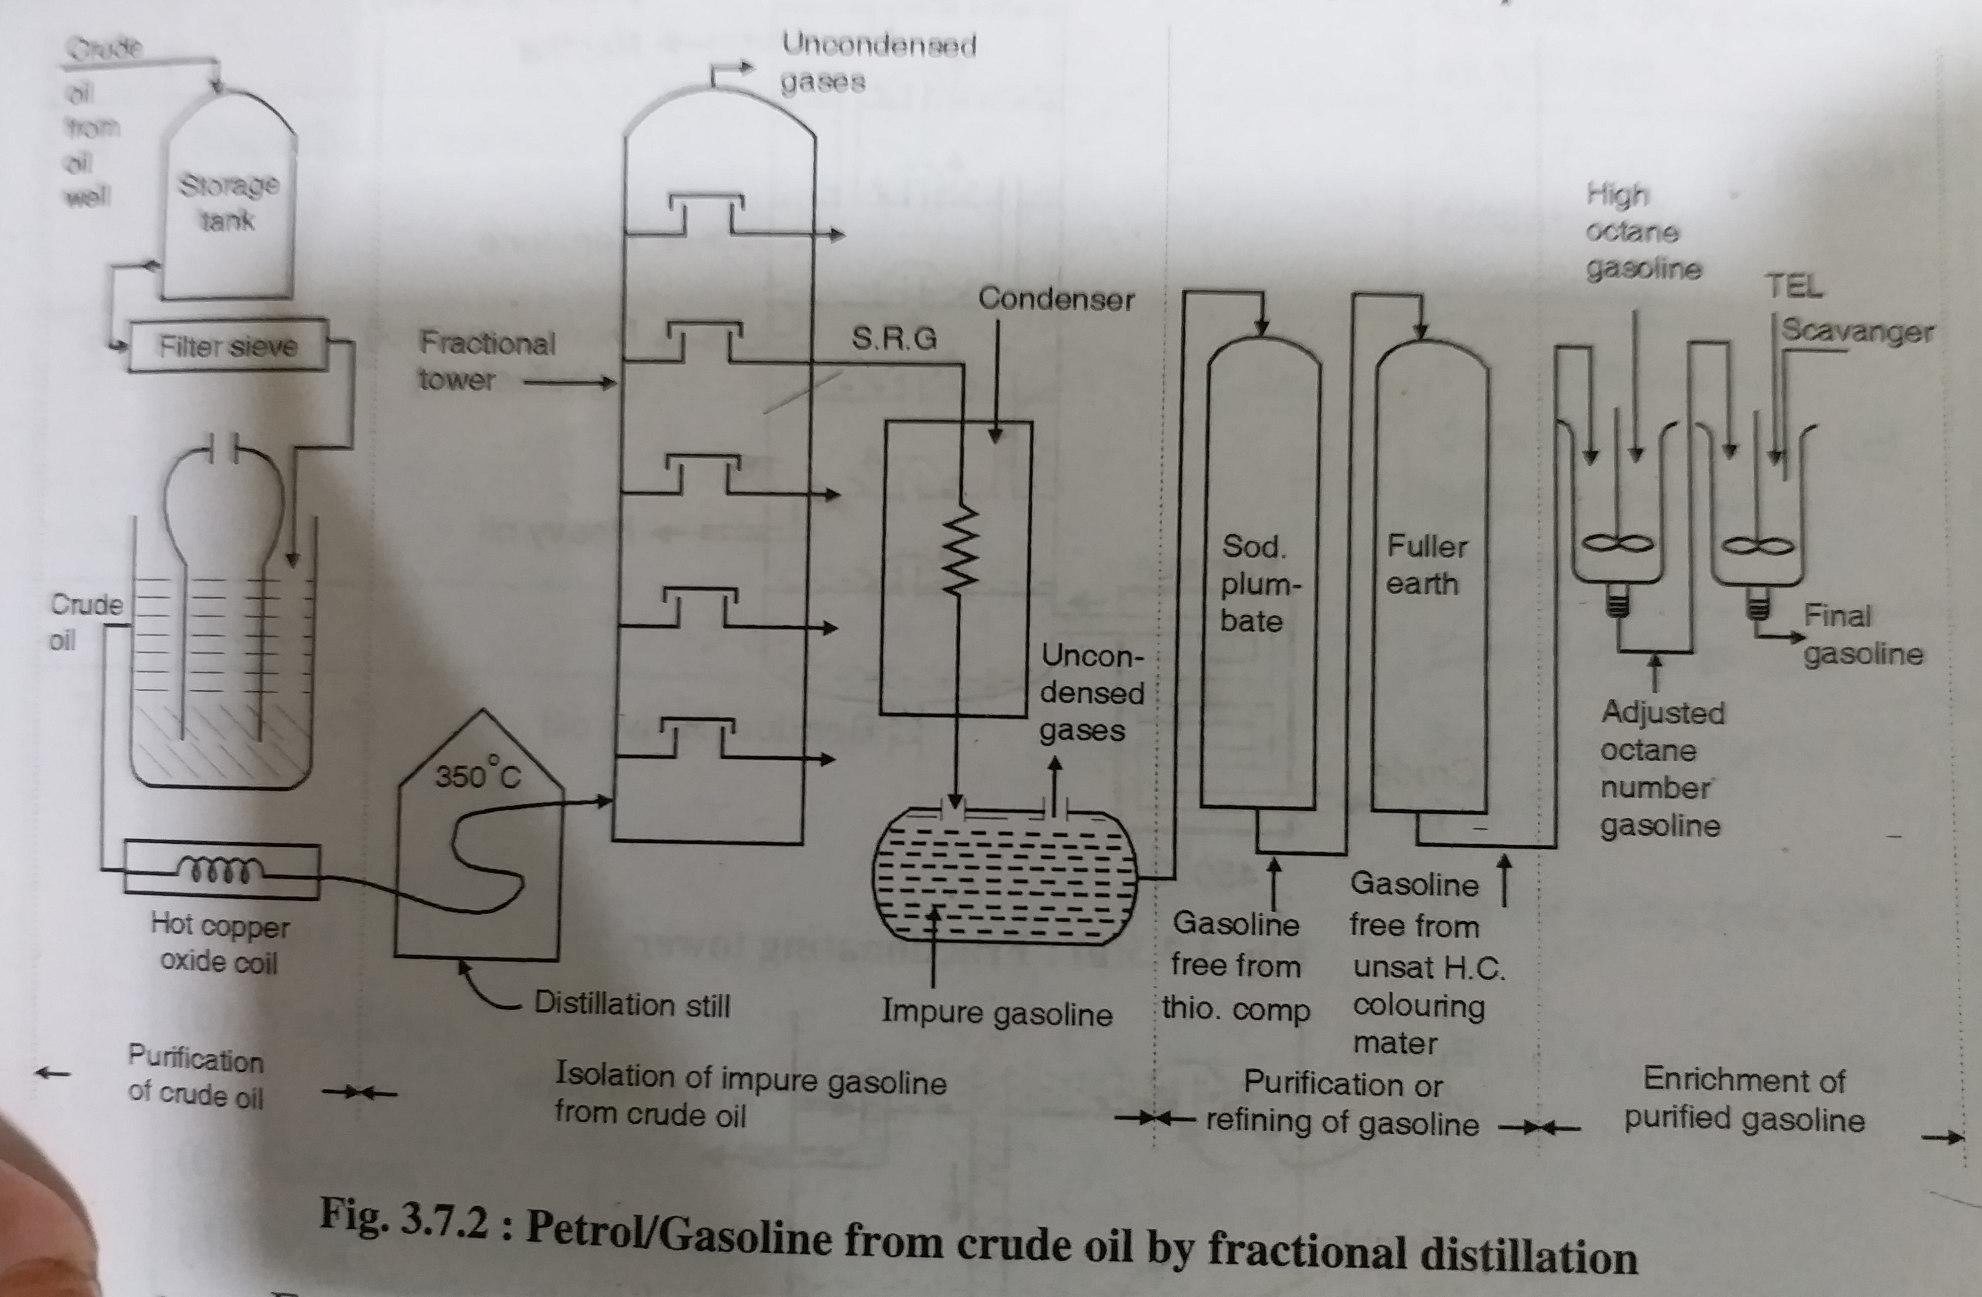 Crude
oil
from
oil
well
Storage
tank
Filter sieve
Crude
oil
Hot copper
oxide coil
350°C
Distillation still
Fractional
tower
Uncondensed
gases
S.R.G
Condenser
Uncon-
densed
gases
Impure gasoline
Sod.
plum-
bate
Gasoline
free from
thio. comp
Fuller
earth
Gasoline
free from
unsat H.C.
colouring
mater
High
octane
gasoline
TEL
Scavanger
Final
gasoline
Adjusted
octane
number
gasoline
Purification
of crude oil
Isolation of impure gasoline
from crude oil
Purification or
refining of gasoline
Enrichment of
purified gasoline
Fig. 3.7.2 : Petrol/Gasoline from crude oil by fractional distillation